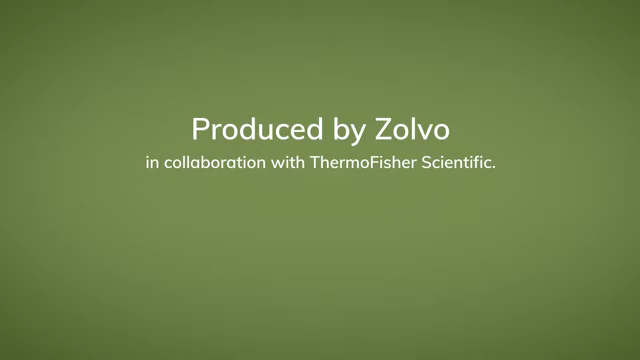 Produced by Zolvo
in collaboration with ThermoFisher Scientific.